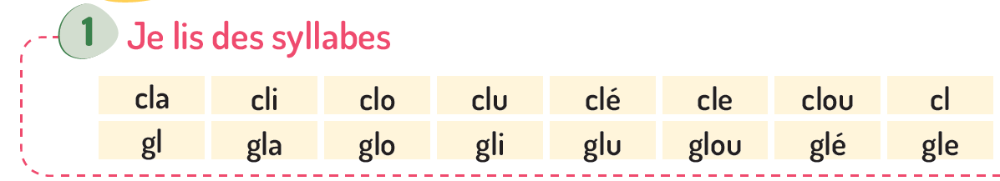 1 Je lis des syllabes
cla cli clo clu clé cle clou cl
gl gla glo gli glu glou glé gle